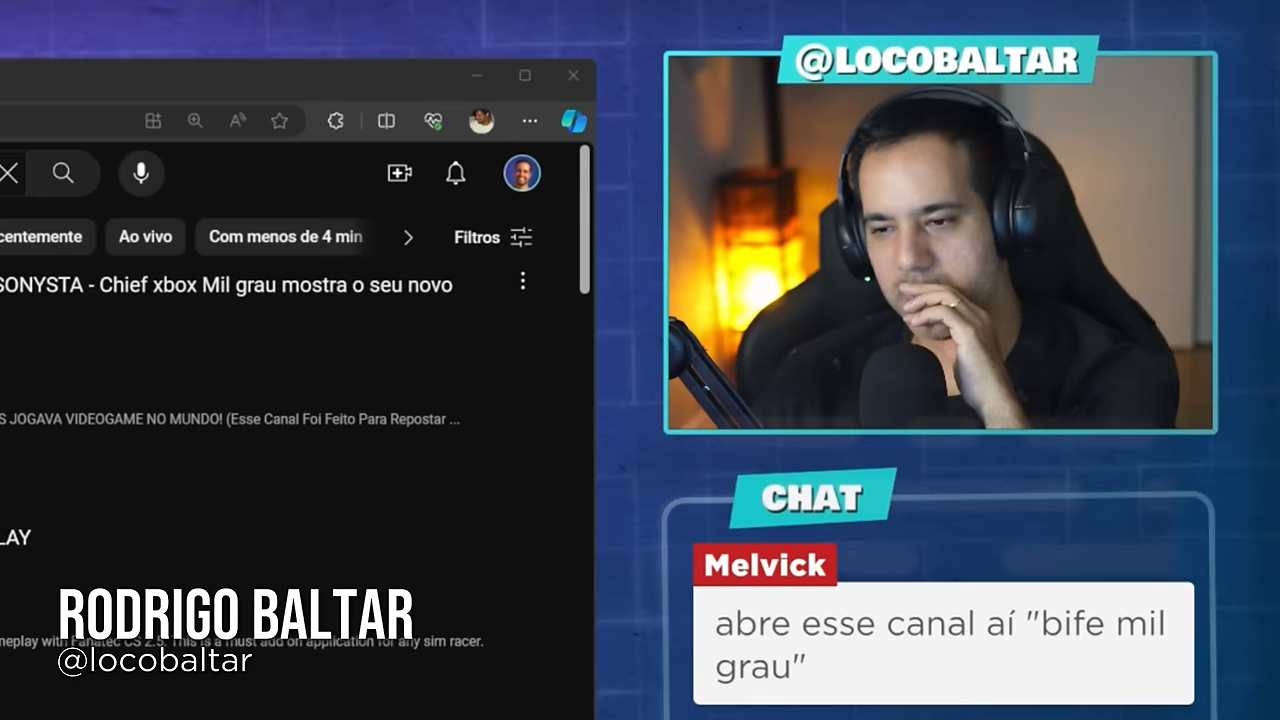 @LOCOBALTAR
centemente
Ao vivo
Com menos de 4 min
Filtros
SONYSTA - Chief xbox Mil grau mostra o seu novo
S JOGAVA VIDEOGAME NO MUNDO! (Esse Canal Foi Feito Para Repostar ...
LAY
RODRIGO BALTAR
neplay with Fanatec CS 2.5. This is a must add on application for any sim racer.
@locobaltar
CHAT
Melvick
abre esse canal aí "bife mil
grau"